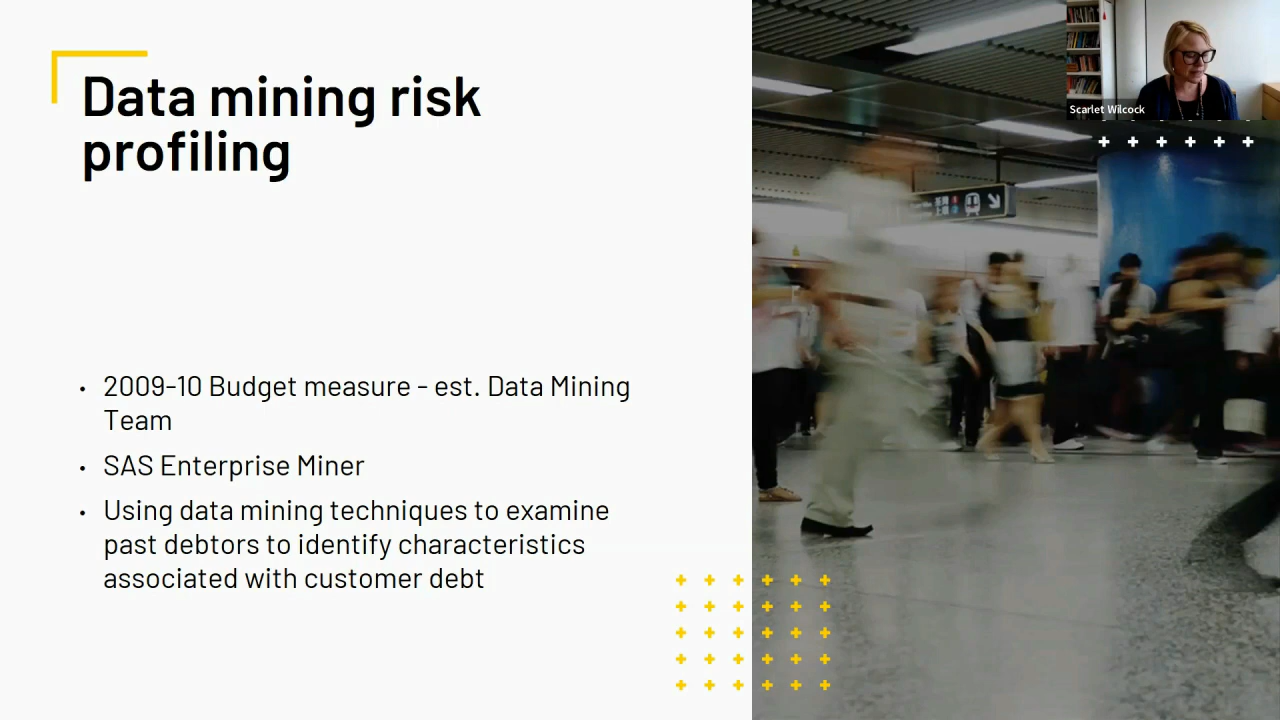 Data mining risk
profiling
Scarlet Wilcock
2009-10 Budget measure - est. Data Mining
Team
SAS Enterprise Miner
Using data mining techniques to examine
past debtors to identify characteristics
associated with customer debt